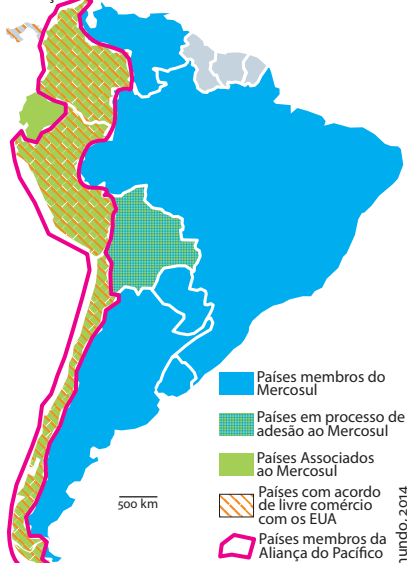 500 km
Países membros do
Mercosul
Países em processo de
adesão ao Mercosul
Países Associados
ao Mercosul
Países com acordo
de livre comércio
com os EUA
Países membros da
Aliança do Pacífico
2014